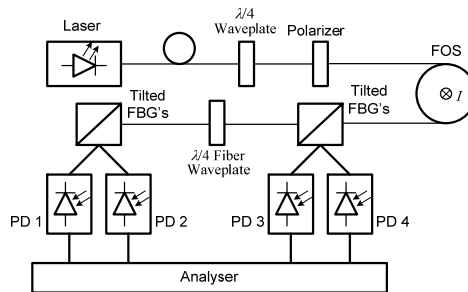 Laser
λ/4
Waveplate
Polarizer
FOS
Tilted
FBG's
Tilted
FBG's
I
λ/4 Fiber
Waveplate
PD 1
PD 2
PD 3
PD 4
Analyser